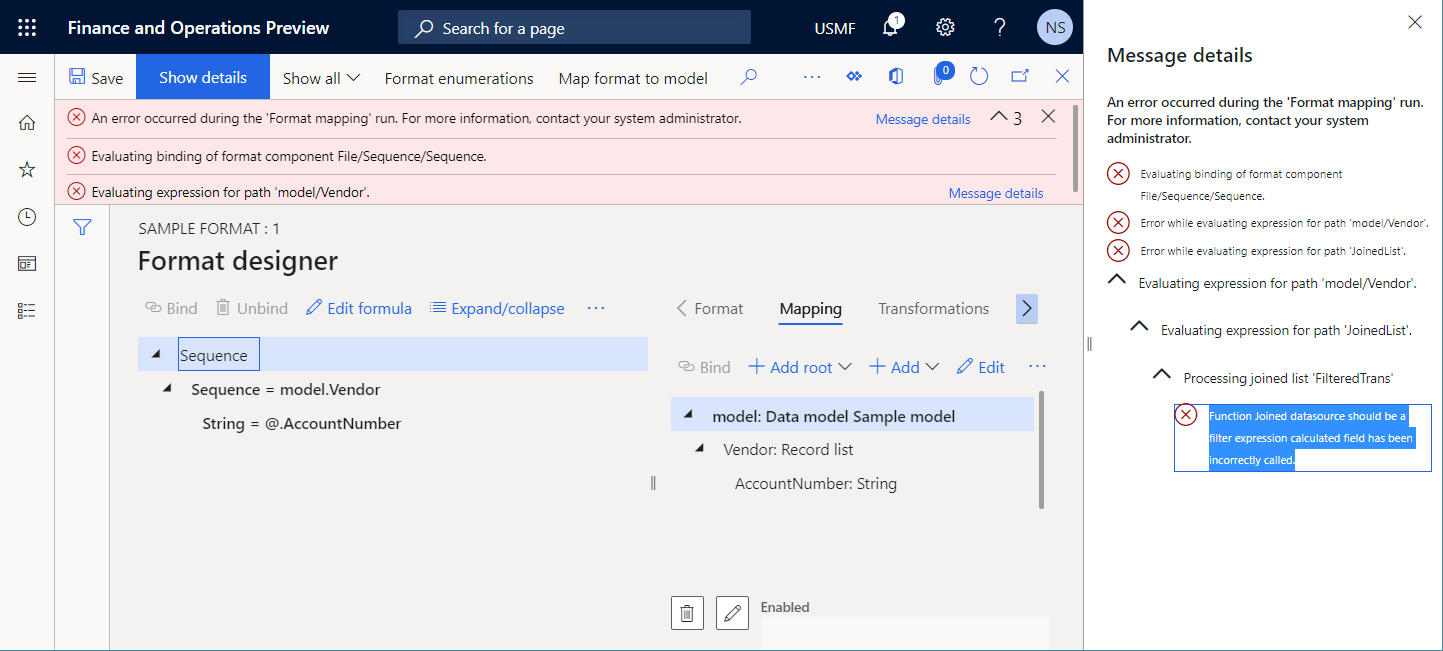 Finance and Operations Preview
Search for a page
USMF
1
NS
Save
Show details
Show all
Format enumerations
Map format to model
0
An error occurred during the 'Format mapping' run. For more information, contact your system administrator.
Message details
3
Evaluating binding of format component File/Sequence/Sequence.
Evaluating expression for path 'model/Vendor'.
Message details
SAMPLE FORMAT : 1
Format designer
Bind
Unbind
Edit formula
Expand/collapse
Sequence
Sequence = model.Vendor
String = @.AccountNumber
Format
Mapping
Transformations
Bind
Add root
Add
Edit
model: Data model Sample model
Vendor: Record list
AccountNumber: String
Enabled
Message details
An error occurred during the 'Format mapping' run.
For more information, contact your system
administrator.
Evaluating binding of format component
File/Sequence/Sequence.
Error while evaluating expression for path 'model/Vendor'.
Error while evaluating expression for path 'JoinedList'.
Evaluating expression for path 'model/Vendor'.
Evaluating expression for path 'JoinedList'.
Processing joined list 'FilteredTrans'
Function Joined datasource should be a
filter expression calculated field has been
incorrectly called.